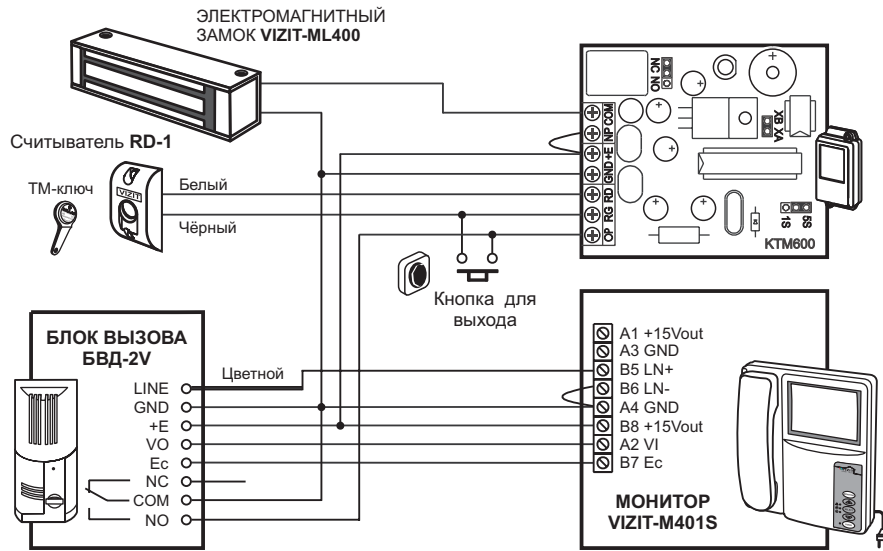 ЭЛЕКТРОМАГНИТНЫЙ
ЗАМОК VIZIT-ML400
Считыватель RD-1
ТМ-ключ
VIZIT
Белый
Чёрный
Кнопка для
выхода
NC NO
COM
NP
+E
GND
RD
RG
OP
XB XA
1S 5S
KTM600
БЛОК ВЫЗОВА
БВД-2V
LINE
GND
+E
VO
Ec
NC
COM
NO
Цветной
A1 +15Vout
A3 GND
B5 LN+
B6 LN-
A4 GND
B8 +15Vout
A2 VI
B7 Ec
МОНИТОР
VIZIT-M401S